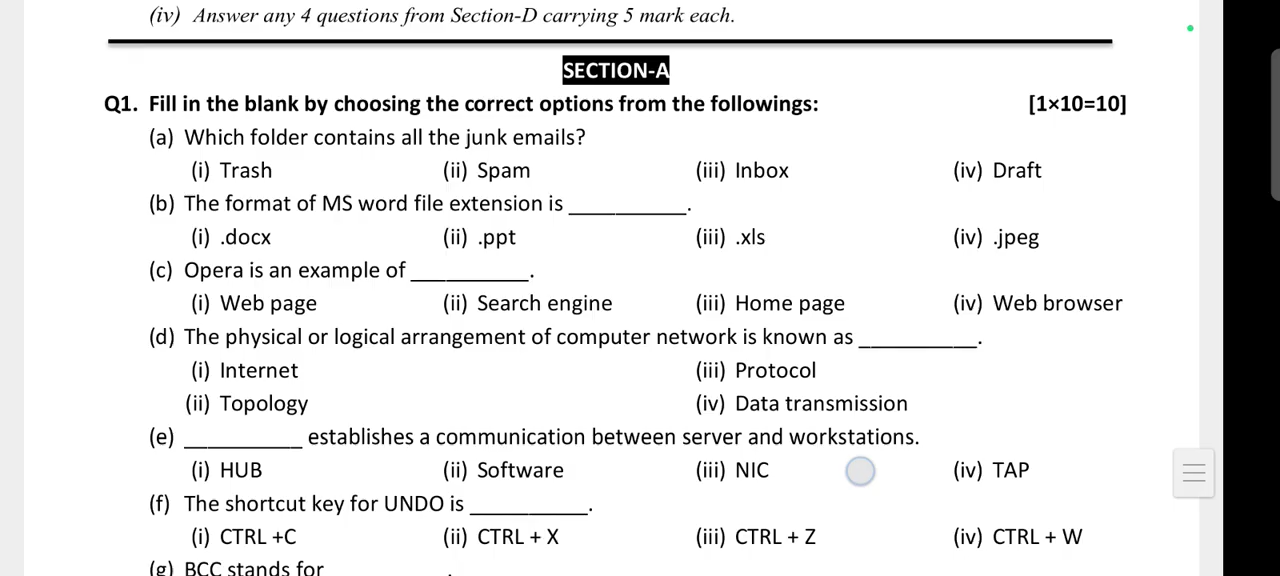 (iv) Answer any 4 questions from Section-D carrying 5 mark each.
SECTION-A
Q1. Fill in the blank by choosing the correct options from the followings: [1×10=10]
(a) Which folder contains all the junk emails?
(i) Trash (ii) Spam (iii) Inbox (iv) Draft
(b) The format of MS word file extension is __________.
(i) .docx (ii) .ppt (iii) .xls (iv) .jpeg
(c) Opera is an example of __________.
(i) Web page (ii) Search engine (iii) Home page (iv) Web browser
(d) The physical or logical arrangement of computer network is known as __________.
(i) Internet (iii) Protocol
(ii) Topology (iv) Data transmission
(e) __________ establishes a communication between server and workstations.
(i) HUB (ii) Software (iii) NIC (iv) TAP
(f) The shortcut key for UNDO is __________.
(i) CTRL +C (ii) CTRL + X (iii) CTRL + Z (iv) CTRL + W
(g) BCC stands for __________.